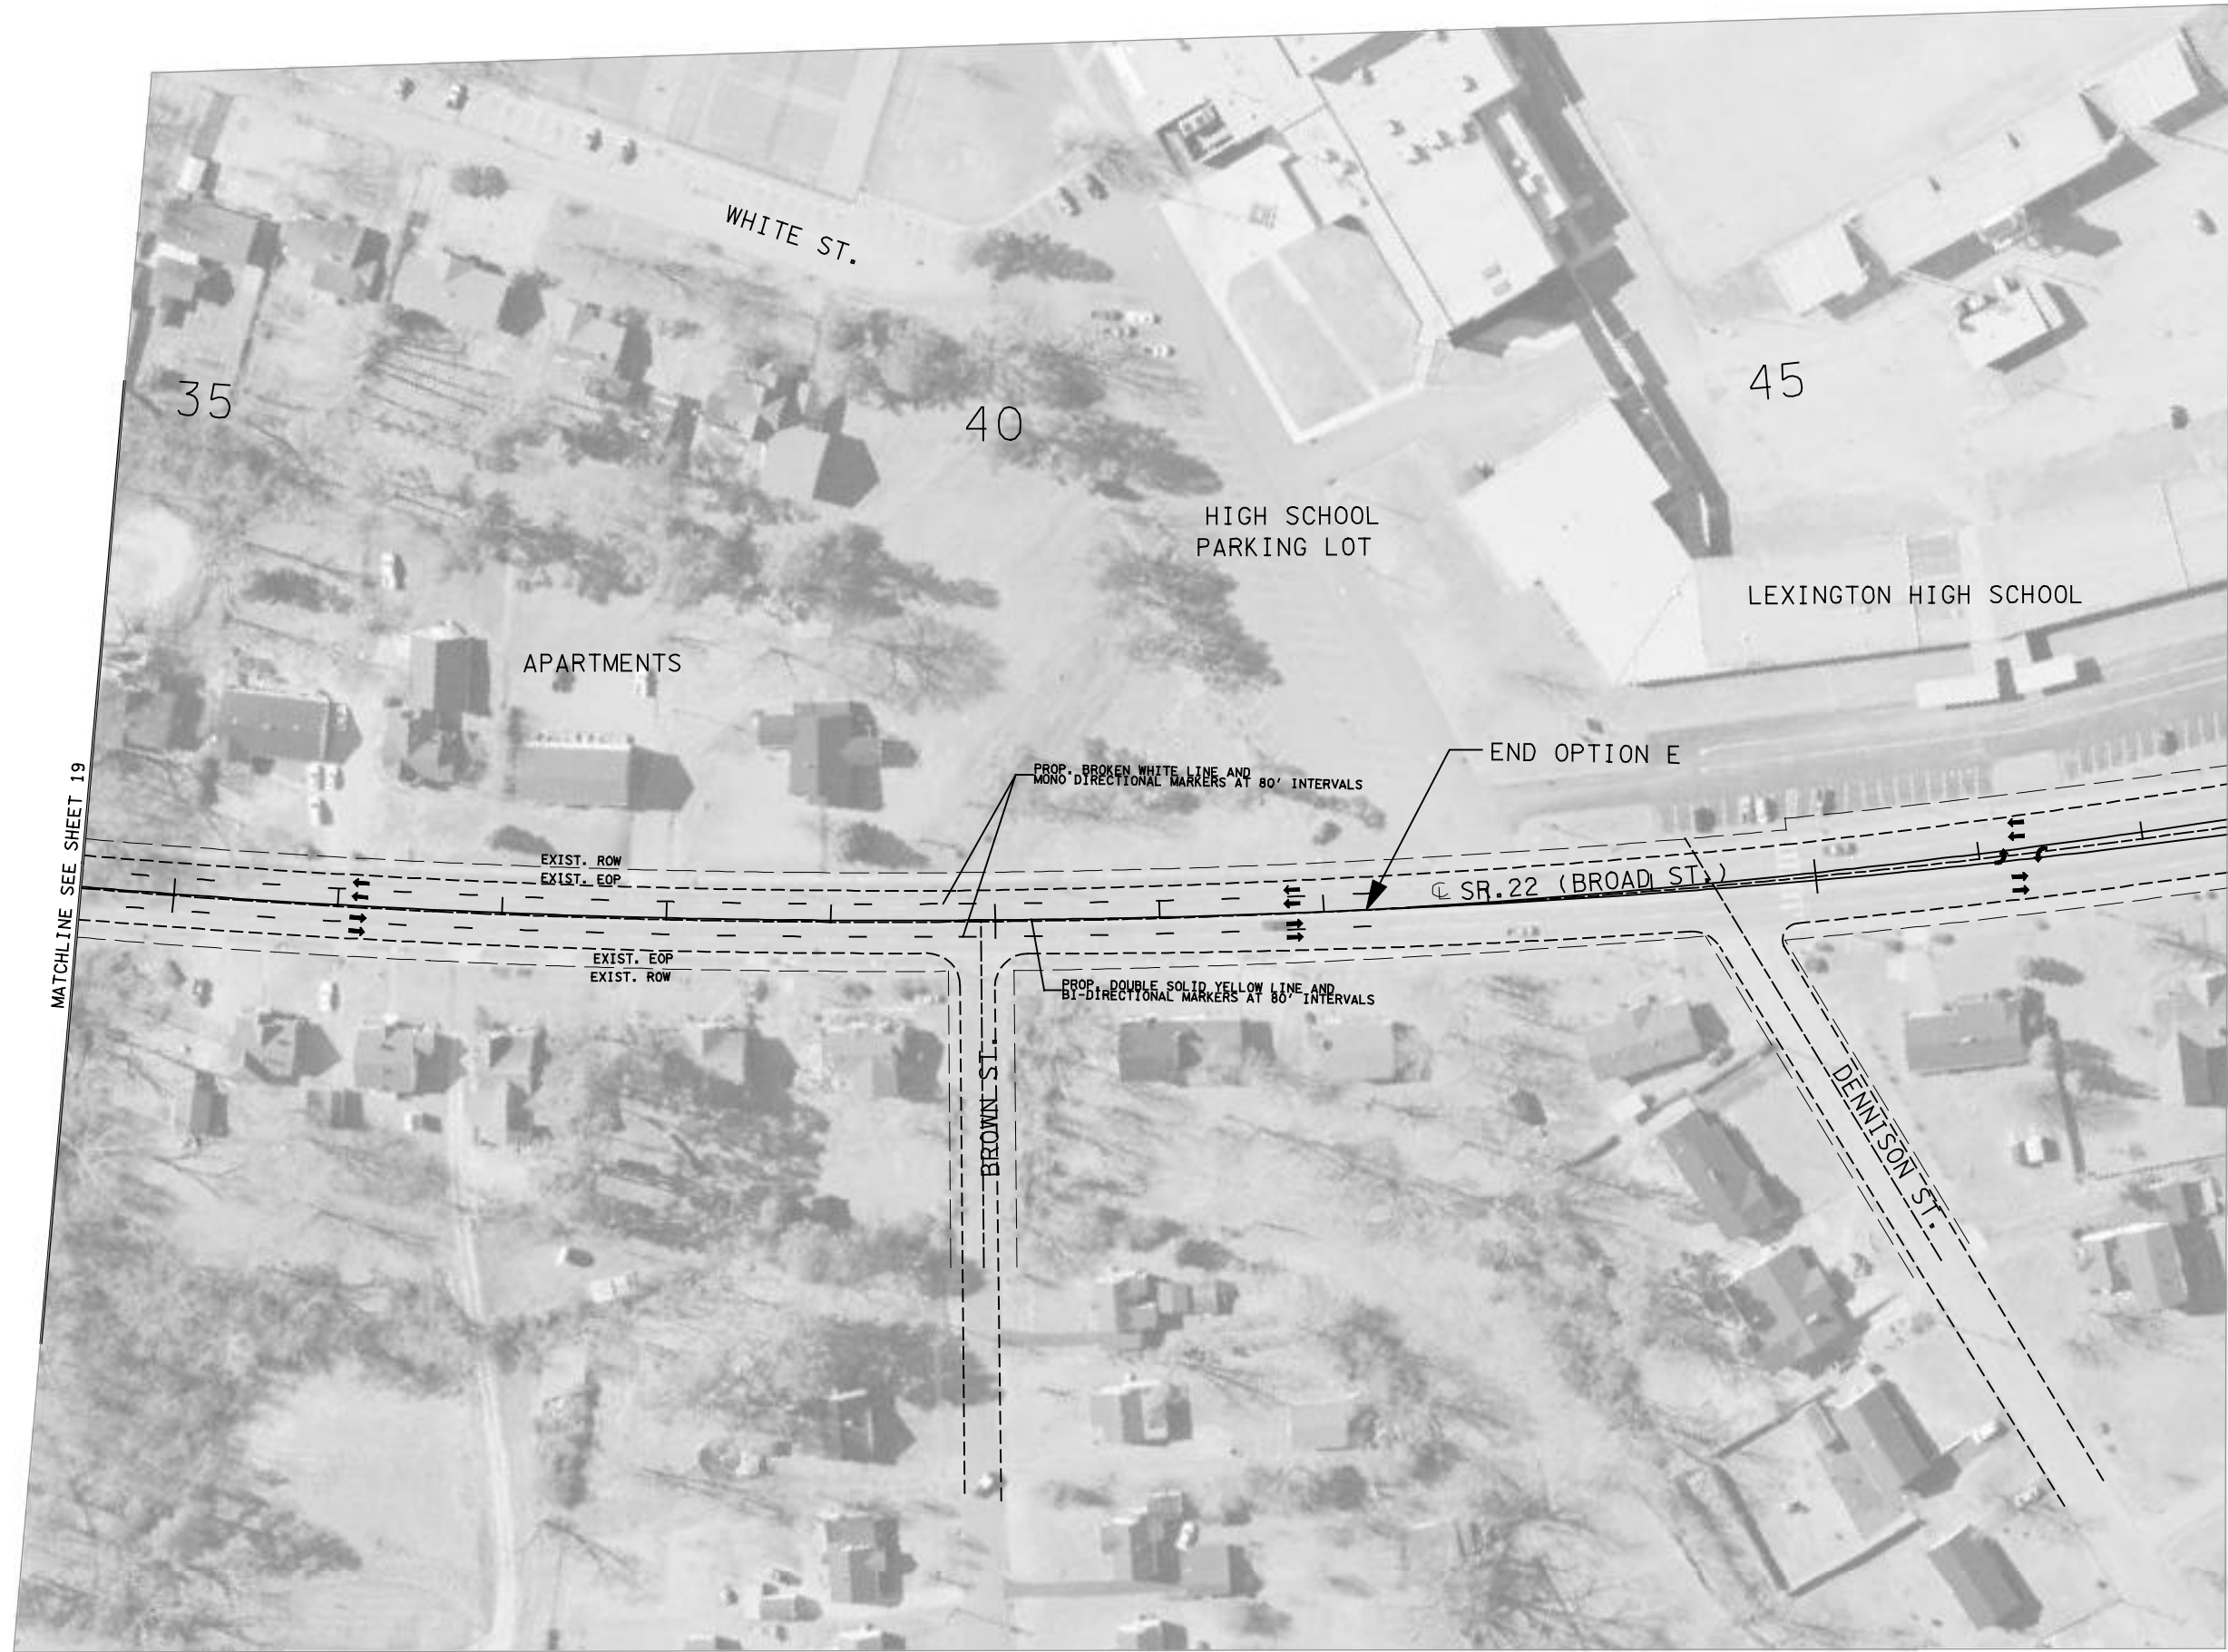 WHITE ST.
35
40
45
HIGH SCHOOL
PARKING LOT
LEXINGTON HIGH SCHOOL
APARTMENTS
END OPTION E
PROP. BROKEN WHITE LINE AND
MONO DIRECTIONAL MARKERS AT 80' INTERVALS
MATCHLINE SEE SHEET 19
EXIST. ROW
EXIST. EOP
℄ SR.22 (BROAD ST.)
EXIST. EOP
EXIST. ROW
PROP. DOUBLE SOLID YELLOW LINE AND
BI-DIRECTIONAL MARKERS AT 80' INTERVALS
BROWN ST.
DENNISON ST.